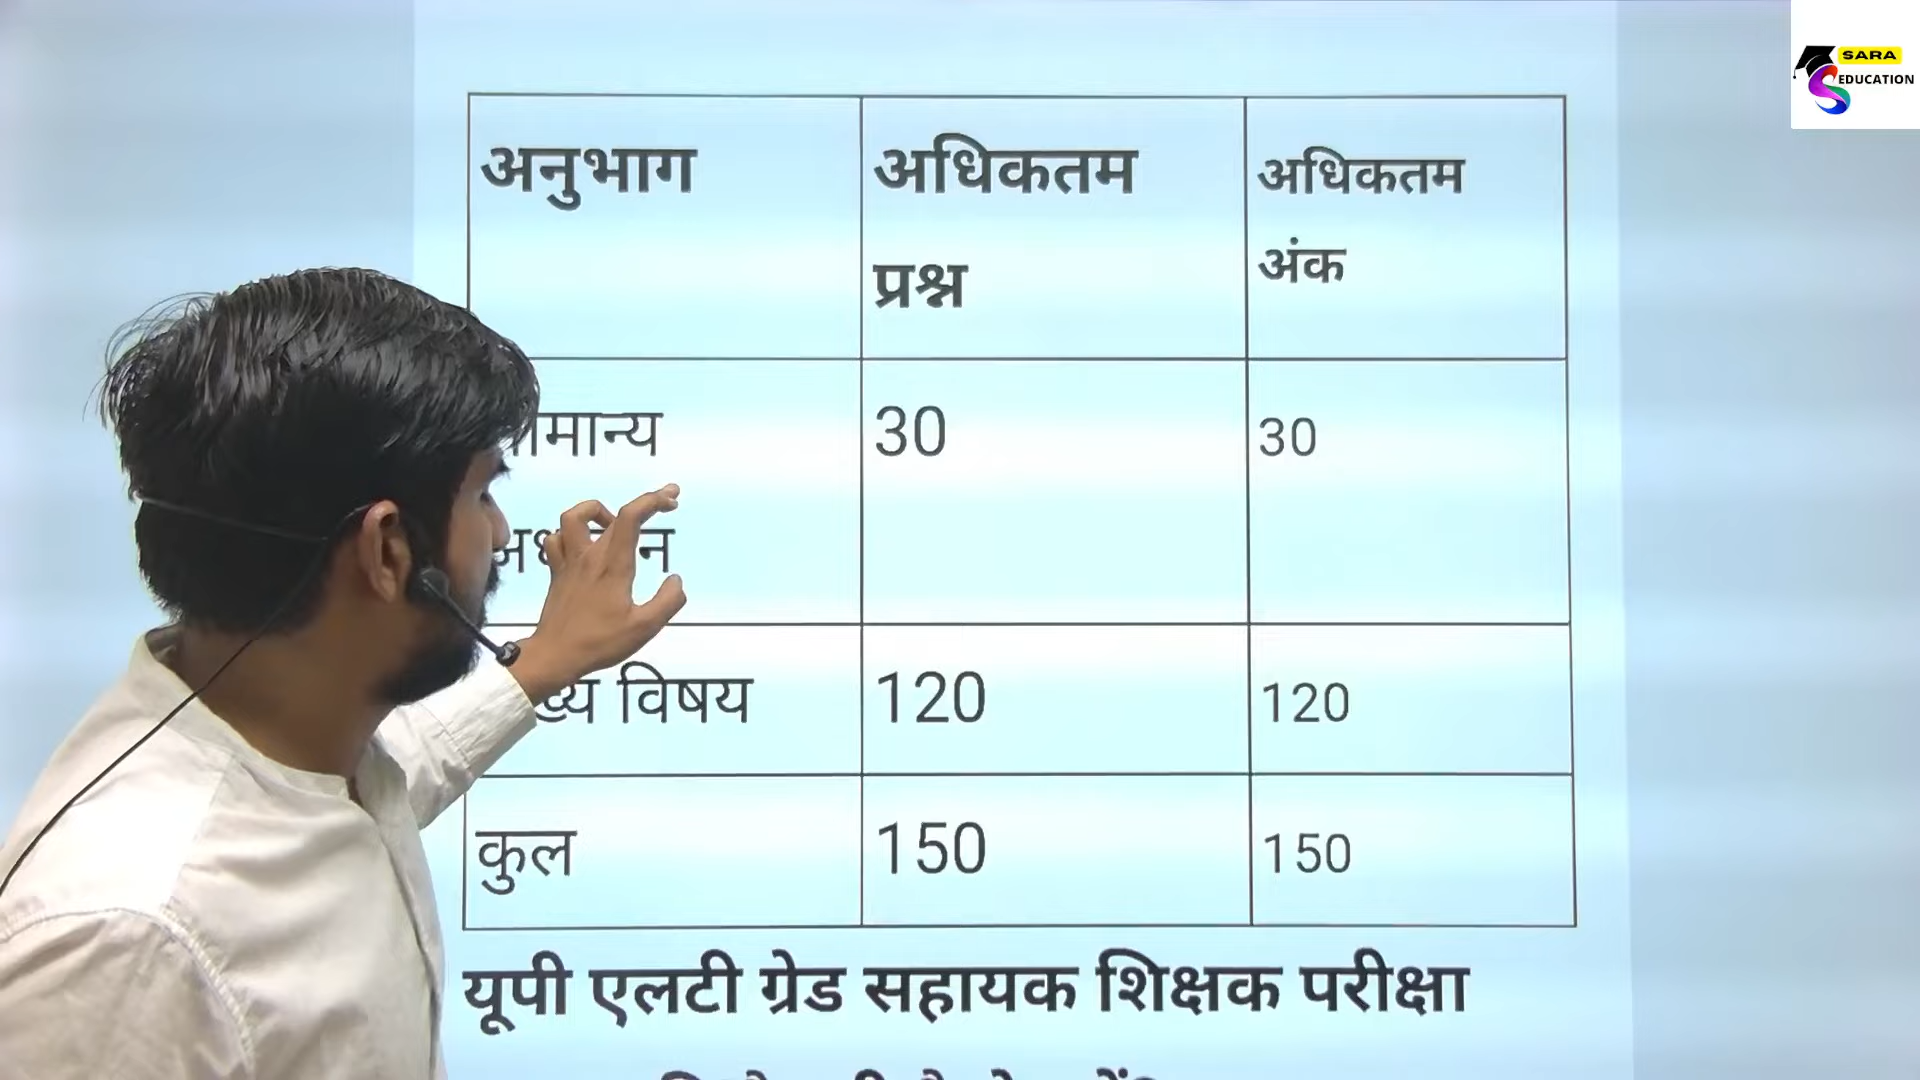 SARA
EDUCATION
अनुभाग
अधिकतम
प्रश्न
अधिकतम
अंक
30
30
विषय
120
120
कुल
150
150
यूपी एलटी ग्रेड सहायक शिक्षक परीक्षा